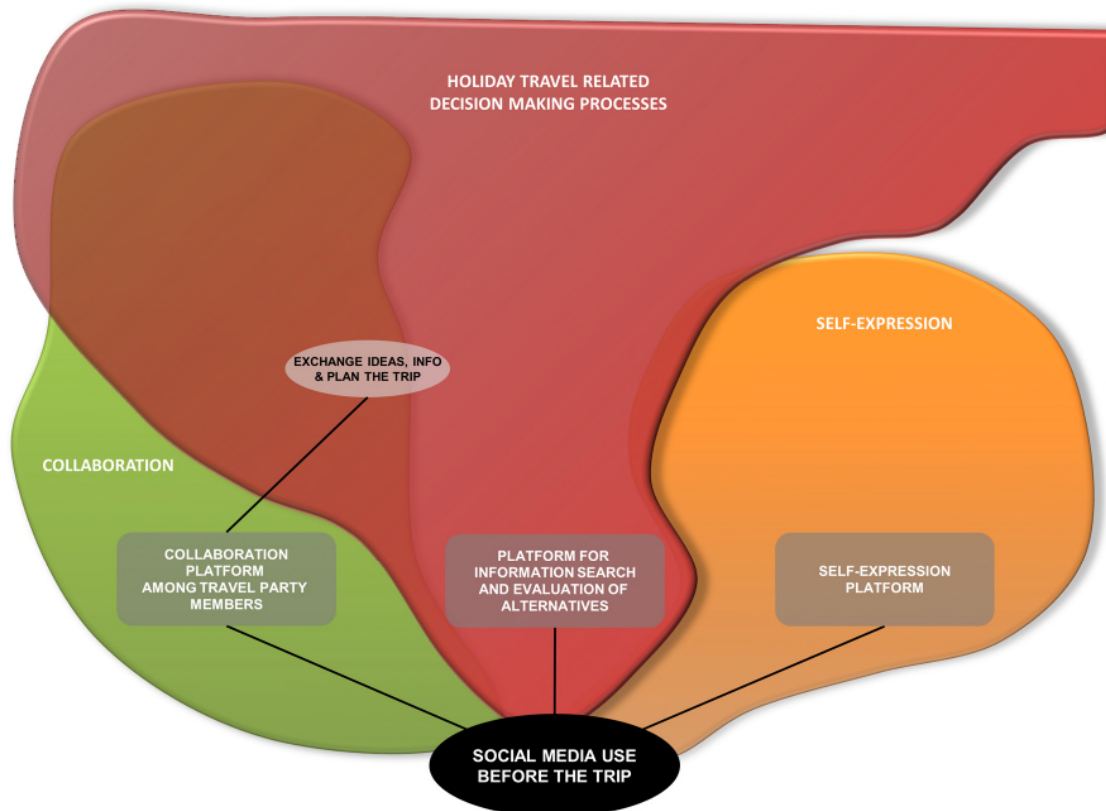 HOLIDAY TRAVEL RELATED
DECISION MAKING PROCESSES
SELF-EXPRESSION
EXCHANGE IDEAS, INFO
& PLAN THE TRIP
COLLABORATION
COLLABORATION
PLATFORM
AMONG TRAVEL PARTY
MEMBERS
PLATFORM FOR
INFORMATION SEARCH
AND EVALUATION OF
ALTERNATIVES
SELF-EXPRESSION
PLATFORM
SOCIAL MEDIA USE
BEFORE THE TRIP